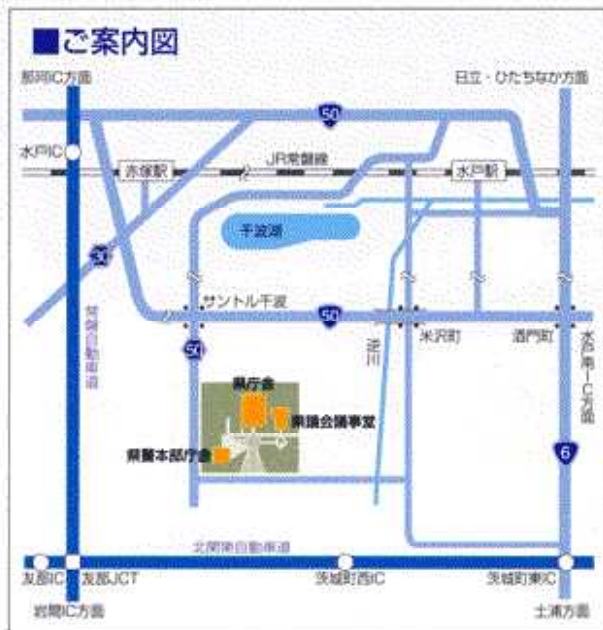 ■ご案内図
那珂IC方面
日立・ひたちなか方面
50
水戸IC
JR常磐線
赤塚駅
水戸駅
千波湖
30
サントル千波
50
50
逆川
米沢町
酒門町
常磐自動車道
水戸南IC方面
県庁舎
県議会議事堂
県警本部庁舎
6
北関東自動車道
友部IC
友部JCT
茨城町西IC
茨城町東IC
岩間IC方面
土浦方面